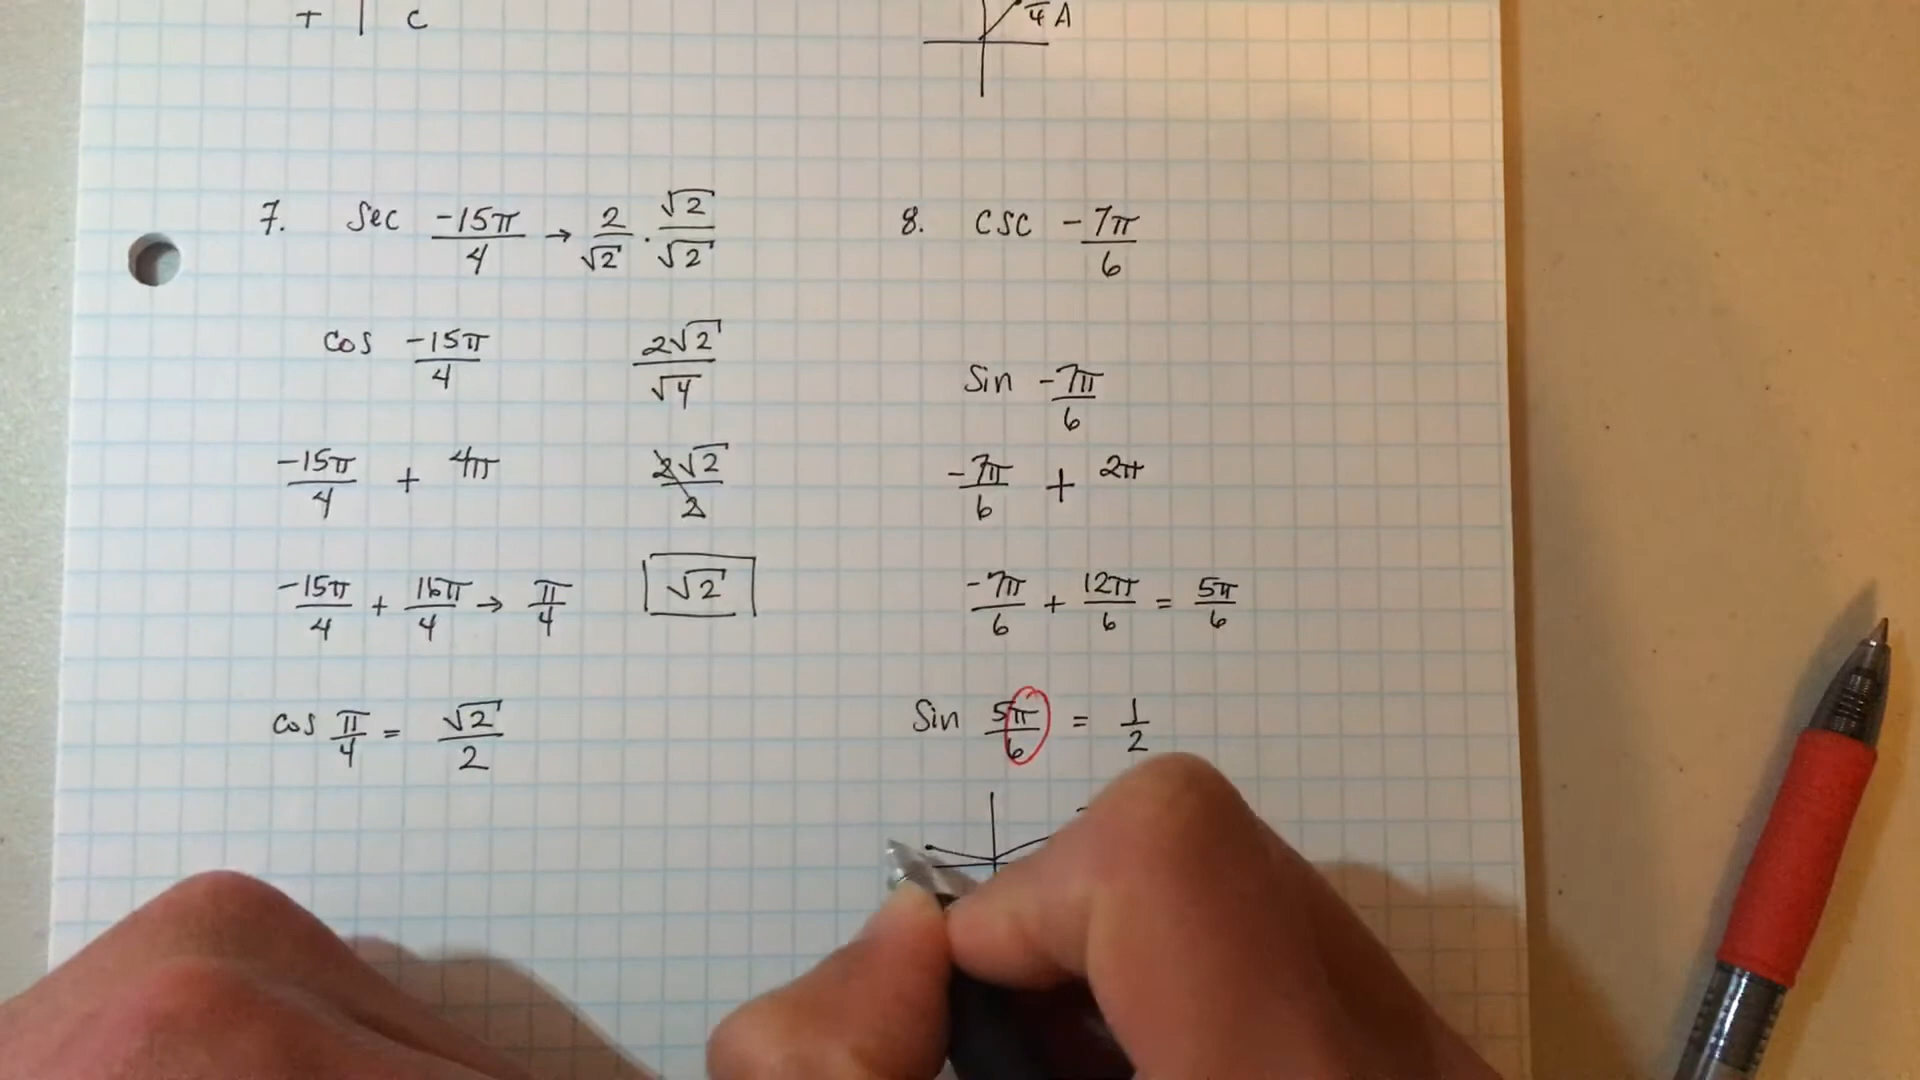 + | C
π/4 A
7. Sec -15π/4 → 2/√2 · √2/√2
cos -15π/4
2√2/√4
-15π/4 + 4π
2√2/2
-15π/4 + 16π/4 → π/4
√2
cos π/4 = √2/2
8. csc -7π/6
Sin -7π/6
-7π/6 + 2π
-7π/6 + 12π/6 = 5π/6
Sin 5π/6 = 1/2